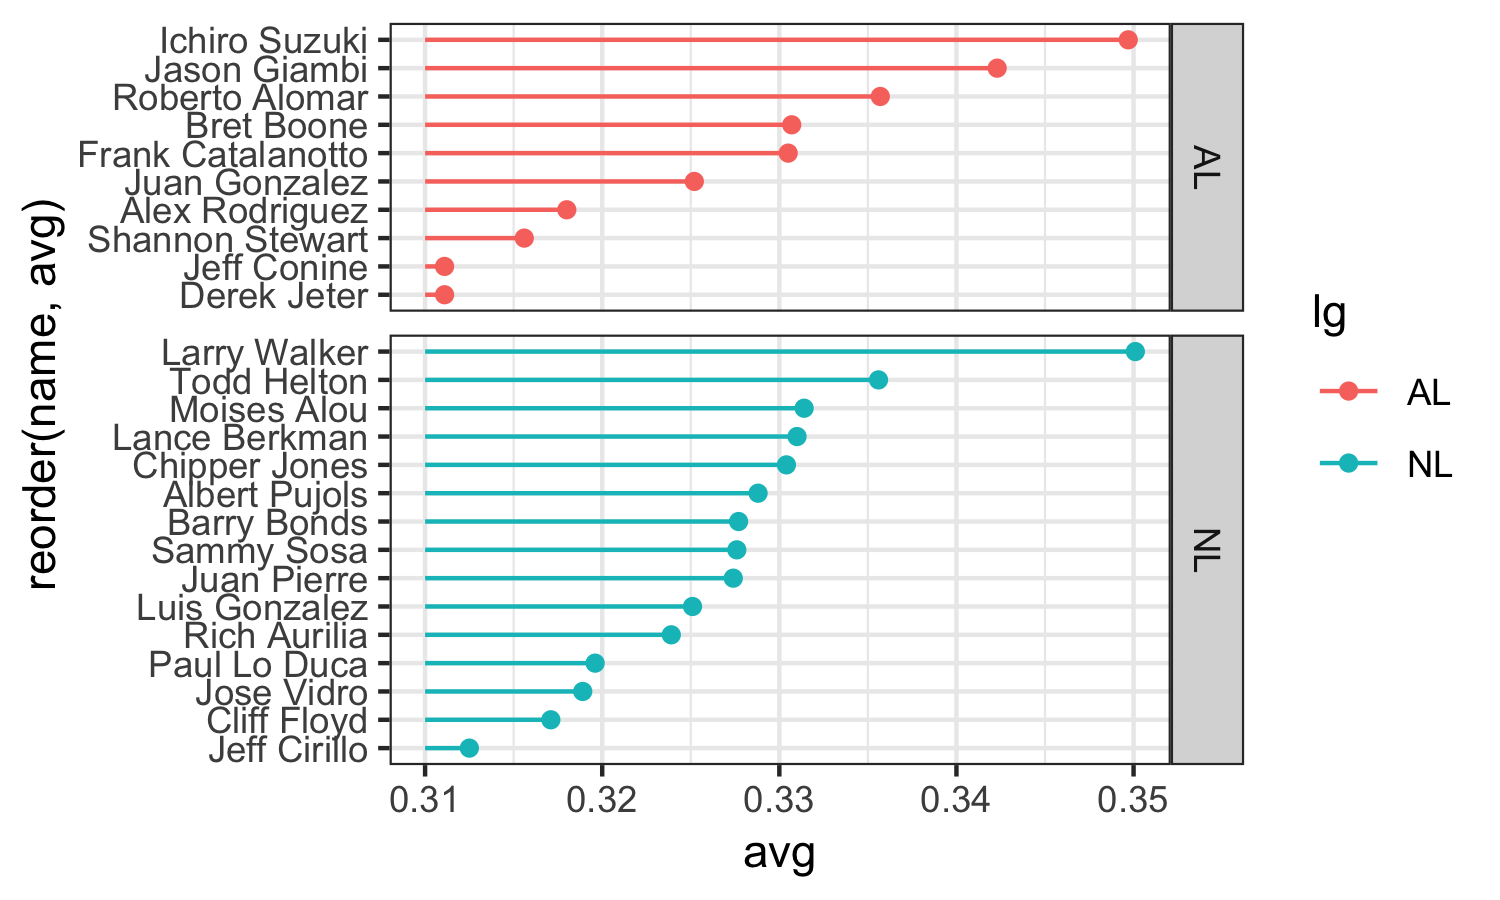 Ichiro Suzuki
Jason Giambi
Roberto Alomar
Bret Boone
Frank Catalanotto
Juan Gonzalez
Alex Rodriguez
Shannon Stewart
Jeff Conine
Derek Jeter
AL
Larry Walker
Todd Helton
Moises Alou
Lance Berkman
Chipper Jones
Albert Pujols
Barry Bonds
Sammy Sosa
Juan Pierre
Luis Gonzalez
Rich Aurilia
Paul Lo Duca
Jose Vidro
Cliff Floyd
Jeff Cirillo
NL
reorder(name, avg)
0.31 0.32 0.33 0.34 0.35
avg
lg
AL
NL